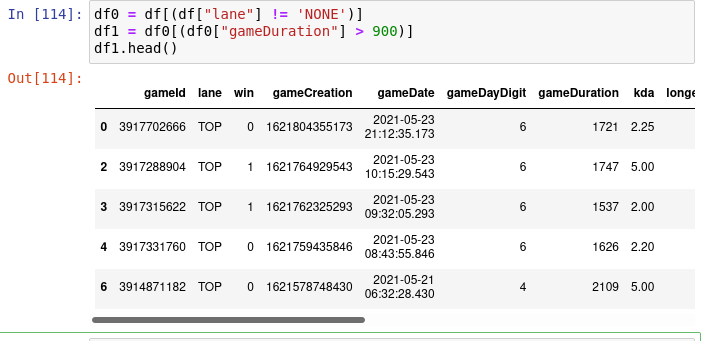 In [114]: df0 = df[(df["lane"] != 'NONE')]
df1 = df0[(df0["gameDuration"] > 900)]
df1.head()
Out[114]:
gameId lane win gameCreation gameDate gameDayDigit gameDuration kda longe
0 3917702666 TOP 0 1621804355173 2021-05-23 21:12:35.173 6 1721 2.25
2 3917288904 TOP 1 1621764929543 2021-05-23 10:15:29.543 6 1747 5.00
3 3917315622 TOP 1 1621762325293 2021-05-23 09:32:05.293 6 1537 2.00
4 3917331760 TOP 0 1621759435846 2021-05-23 08:43:55.846 6 1626 2.20
6 3914871182 TOP 0 1621578748430 2021-05-21 06:32:28.430 4 2109 5.00